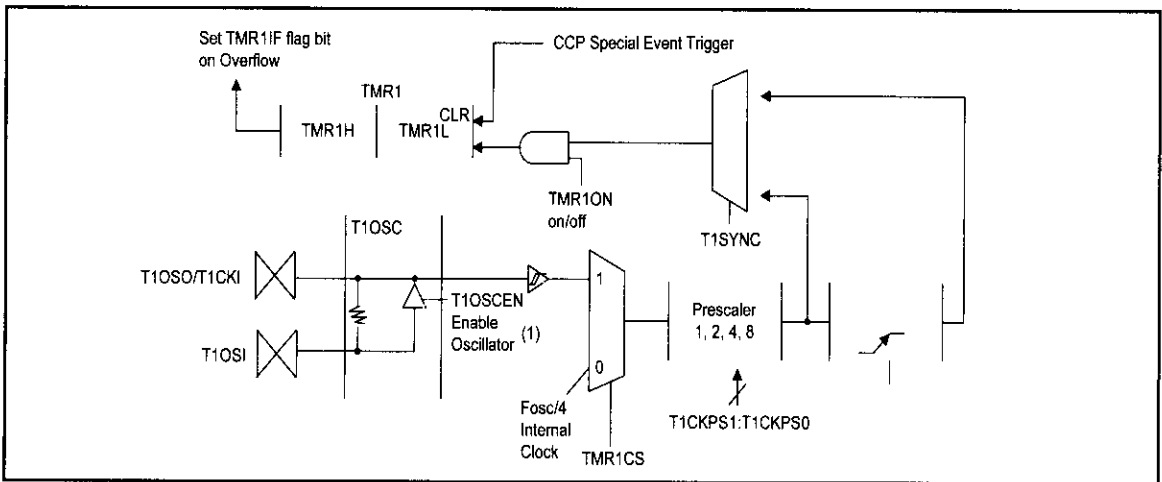 Set TMR1IF flag bit
on Overflow
CCP Special Event Trigger
TMR1
TMR1H
TMR1L
CLR
TMR1ON
on/off
T1SYNC
T1OSC
T1OSO/T1CKI
T1OSCEN
Enable
Oscillator (1)
T1OSI
1
0
Prescaler
1, 2, 4, 8
Fosc/4
Internal
Clock
TMR1CS
T1CKPS1:T1CKPS0